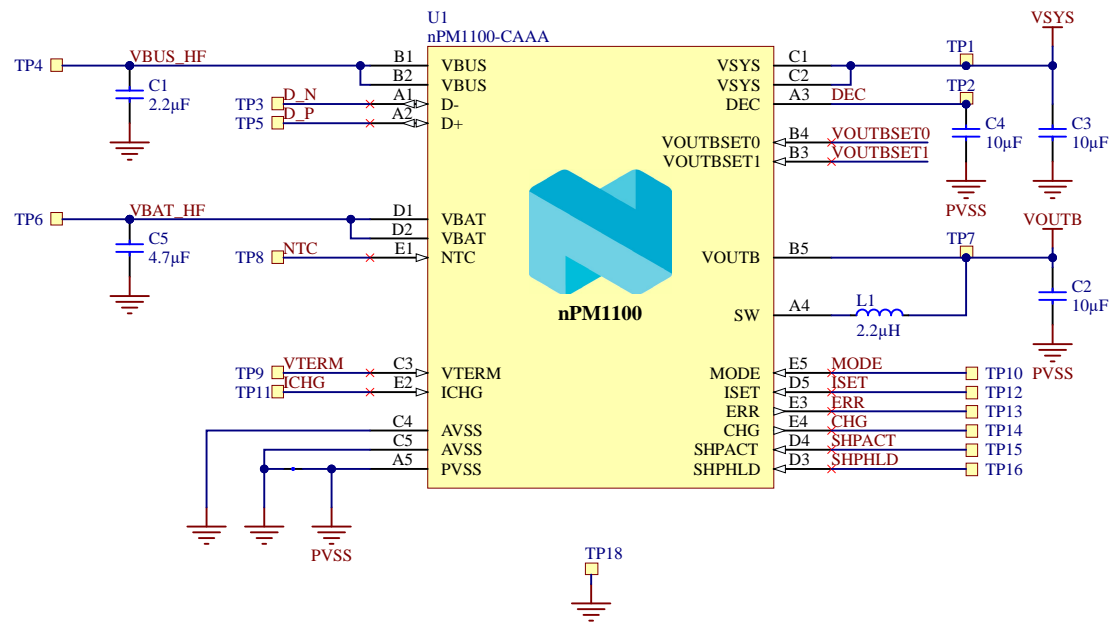 U1
nPM1100-CAAA
VSYS
TP4 VBUS_HF B1 VBUS VSYS C1 TP1
B2 VBUS VSYS C2
C1
2.2µF
TP3 D_N A1 D- DEC A3 DEC TP2
TP5 D_P A2 D+
C4
10µF
C3
10µF
VOUTBSET0 B4 VOUTBSET0
VOUTBSET1 B3 VOUTBSET1
PVSS
TP6 VBAT_HF D1 VBAT
VOUTB
D2 VBAT
C5
4.7µF
TP8 NTC E1 NTC VOUTB B5 TP7
C2
10µF
nPM1100
SW A4 L1
2.2µH
PVSS
TP9 VTERM C3 VTERM MODE E5 MODE TP10
TP11 ICHG E2 ICHG ISET D5 ISET TP12
ERR E3 ERR TP13
C4 AVSS CHG E4 CHG TP14
C5 AVSS SHPACT D4 SHPACT TP15
A5 PVSS SHPHLD D3 SHPHLD TP16
PVSS
TP18